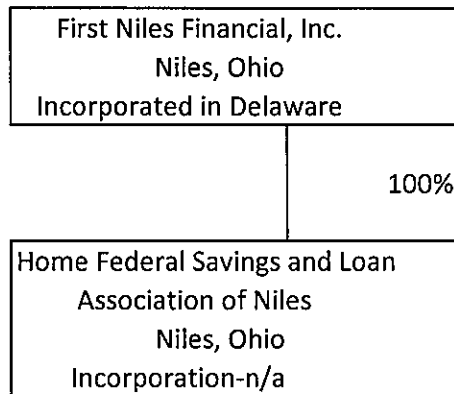 First Niles Financial, Inc.
Niles, Ohio
Incorporated in Delaware
100%
Home Federal Savings and Loan
Association of Niles
Niles, Ohio
Incorporation-n/a